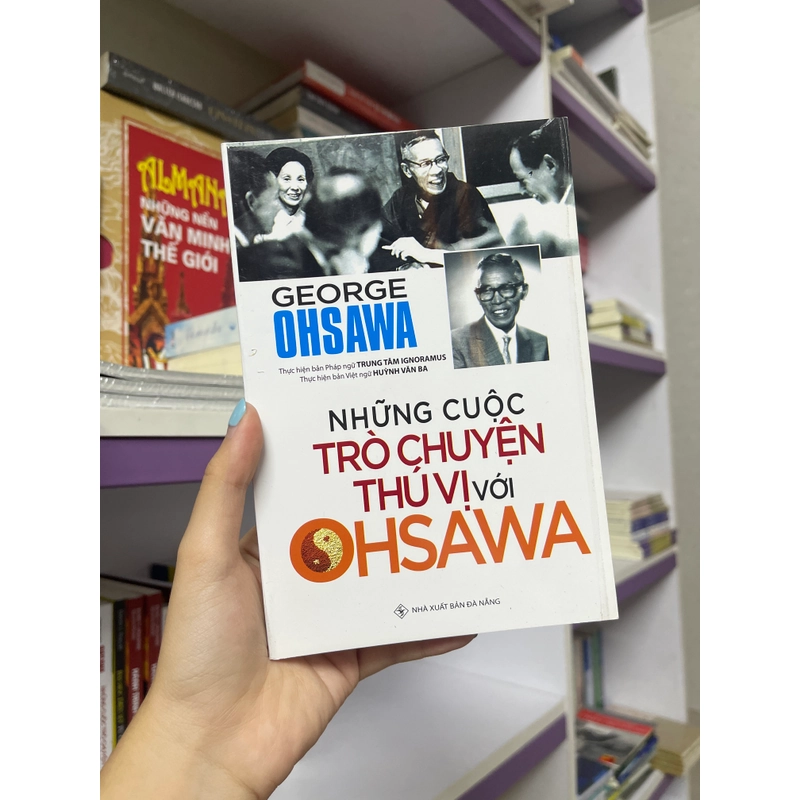 ALMANA
NHỮNG NỀN
VĂN MINH
THẾ GIỚI
GEORGE
OHSAWA
Thực hiện bản Pháp ngữ TRUNG TÂM IGNORAMUS
Thực hiện bản Việt ngữ HUỲNH VĂN BA
NHỮNG CUỘC
TRÒ CHUYỆN
THÚ VỊ VỚI
OHSAWA
NHÀ XUẤT BẢN ĐÀ NẴNG